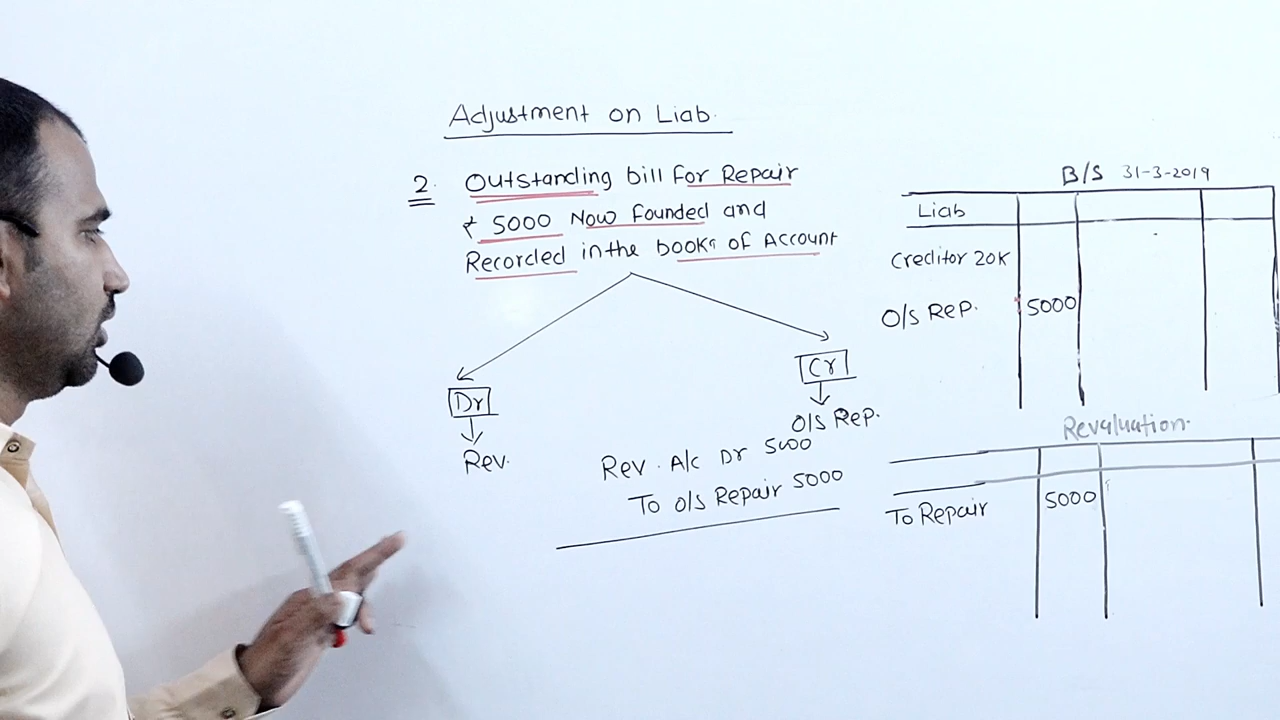 Adjustment on Liab.
2. Outstanding bill for Repair
₹ 5000 Now founded and
Recorded in the books of Account
Dr
Rev.
Cr
O/S Rep.
Rev. A/c Dr 5000
To O/S Repair 5000
B/S 31-3-2019
Liab
Creditor 20K
O/S Rep. 5000
Revaluation.
To Repair 5000